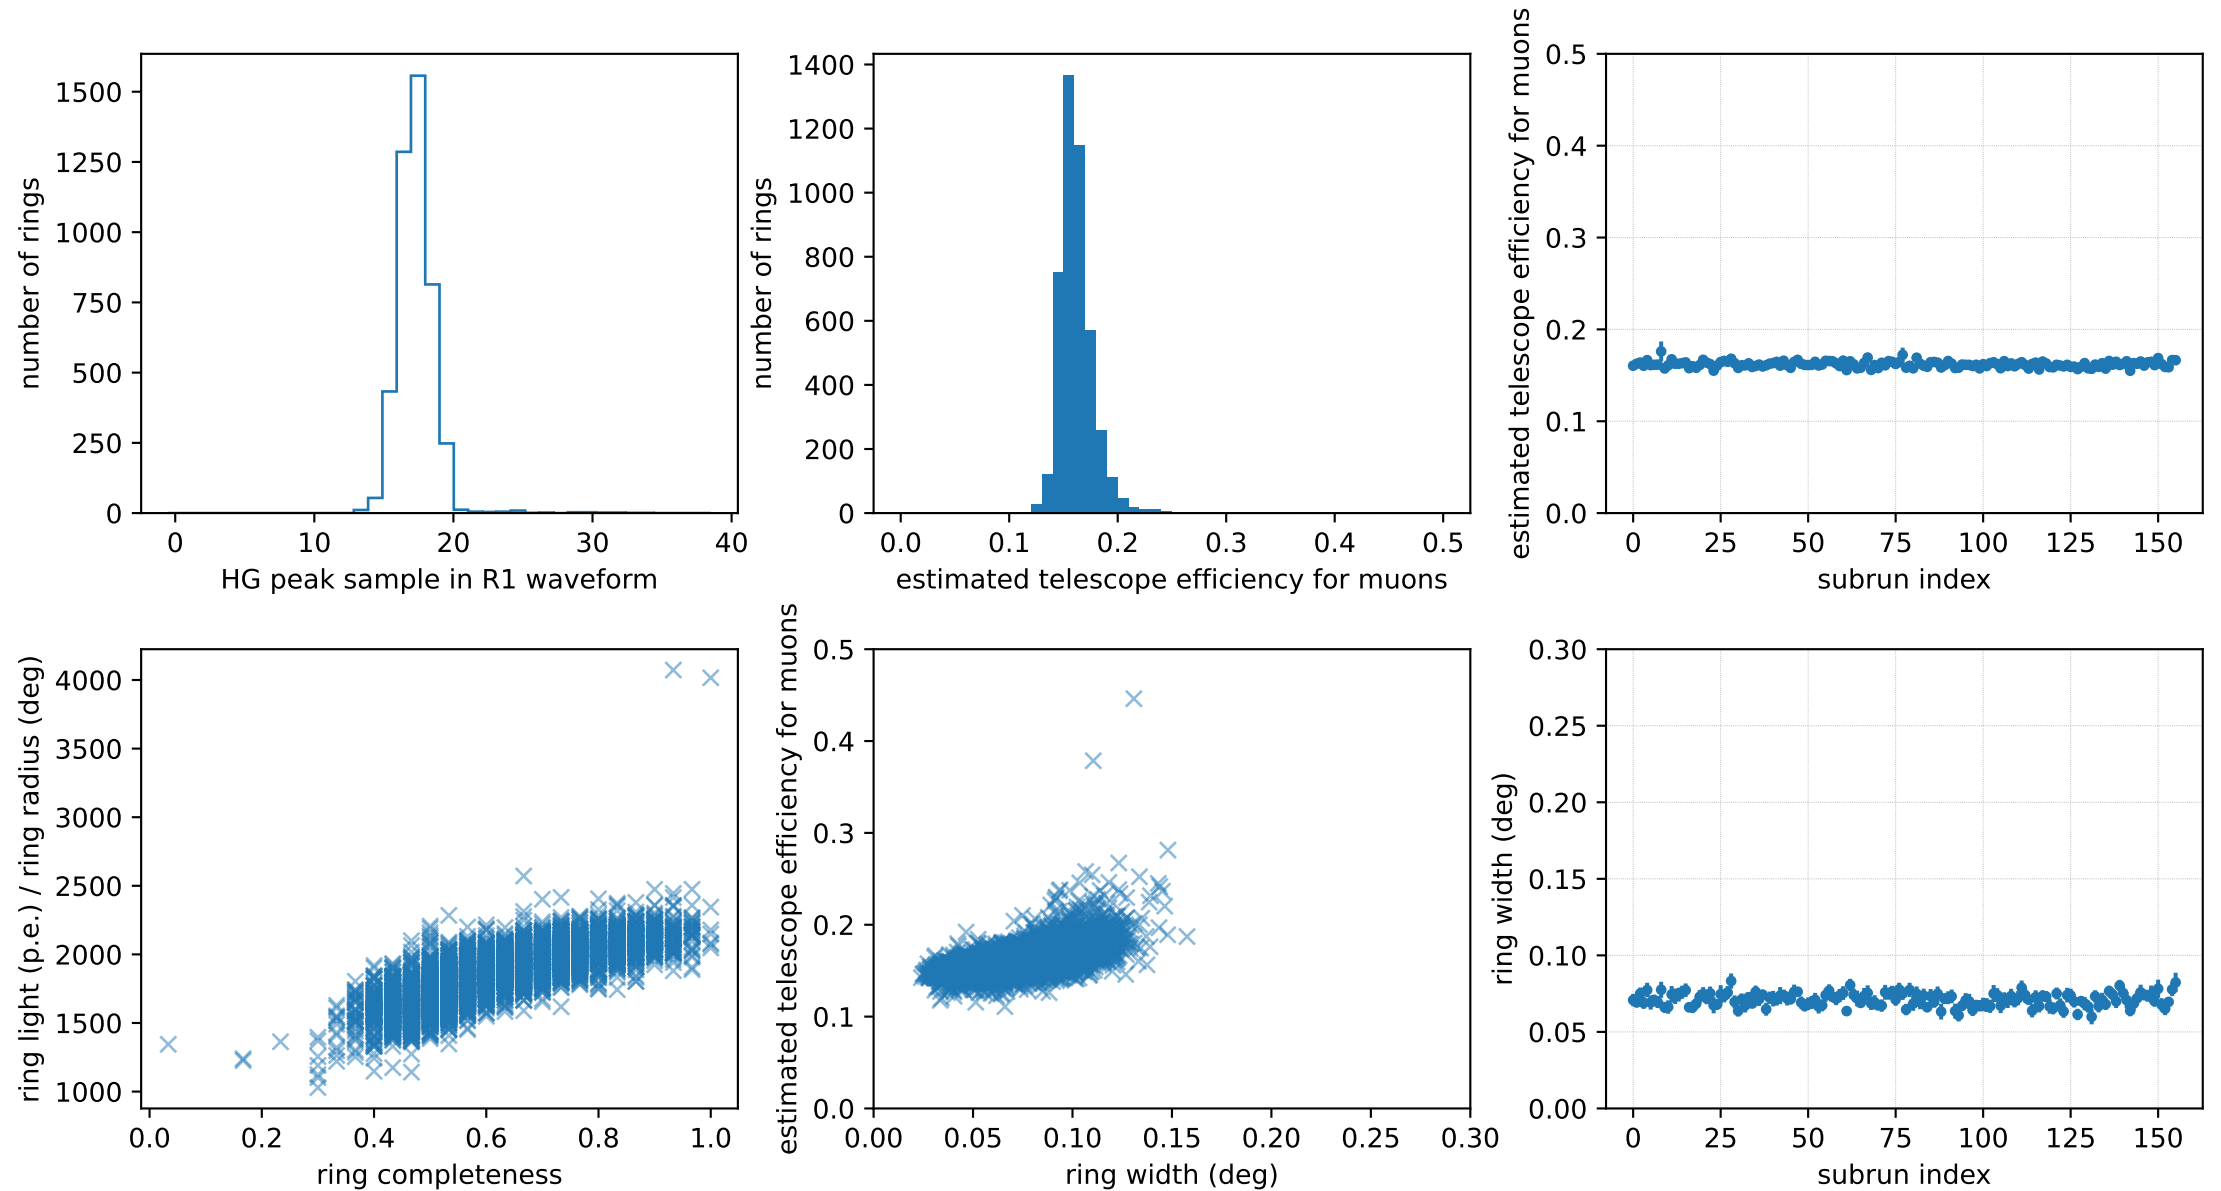 number of rings
1500
1250
1000
750
500
250
0
0 10 20 30 40
HG peak sample in R1 waveform
number of rings
1400
1200
1000
800
600
400
200
0
0.0 0.1 0.2 0.3 0.4 0.5
estimated telescope efficiency for muons
estimated telescope efficiency for muons
0.5
0.4
0.3
0.2
0.1
0.0
0 25 50 75 100 125 150
subrun index
ring light (p.e.) / ring radius (deg)
4000
3500
3000
2500
2000
1500
1000
0.0 0.2 0.4 0.6 0.8 1.0
ring completeness
estimated telescope efficiency for muons
0.5
0.4
0.3
0.2
0.1
0.0
0.00 0.05 0.10 0.15 0.20 0.25 0.30
ring width (deg)
ring width (deg)
0.30
0.25
0.20
0.15
0.10
0.05
0.00
0 25 50 75 100 125 150
subrun index